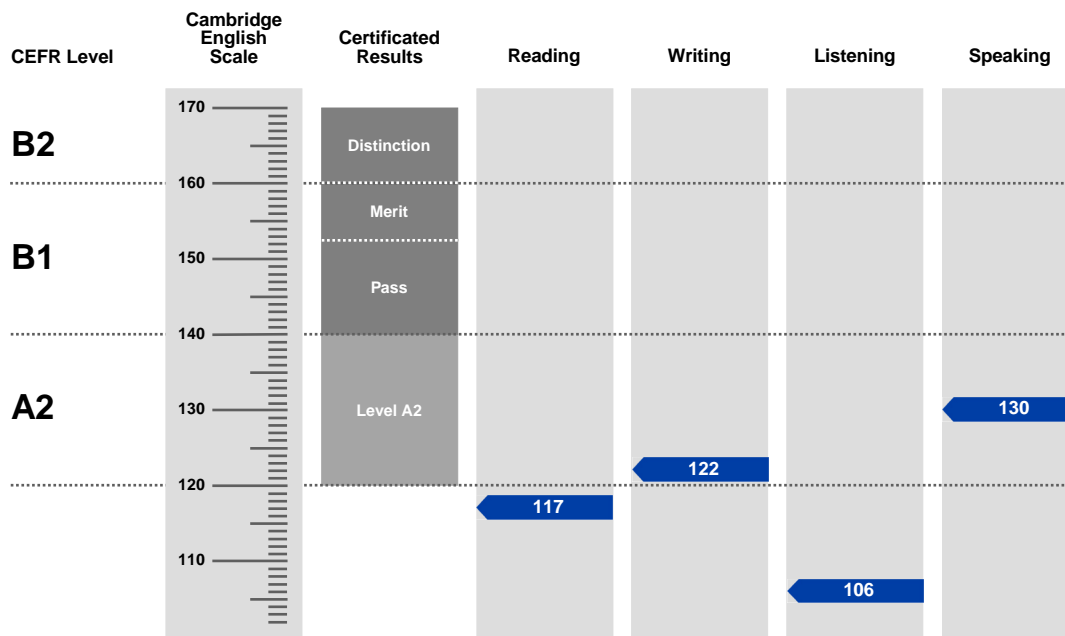 CEFR Level
Cambridge
English
Scale
Certificated
Results
Reading
Writing
Listening
Speaking
170
B2
Distinction
160
Merit
B1
150
Pass
140
A2
130
Level A2
130
122
120
117
110
106